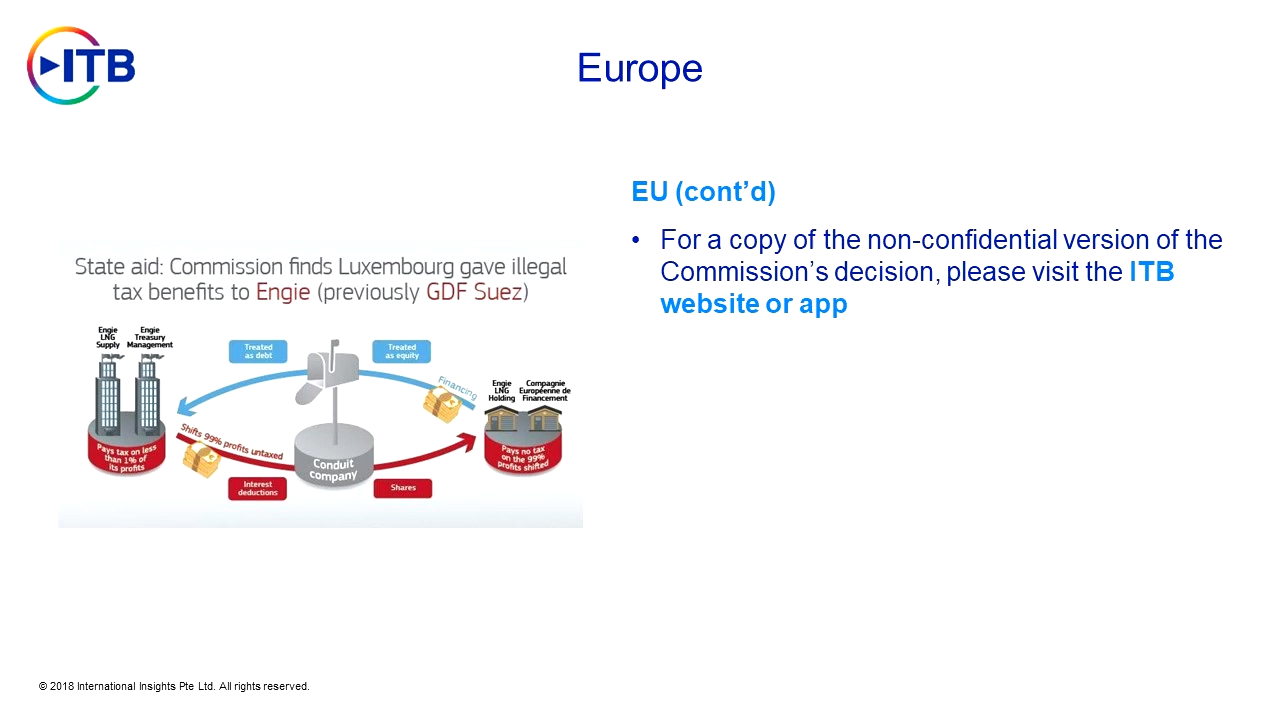 ITB
Europe
EU (cont’d)
• For a copy of the non-confidential version of the
Commission’s decision, please visit the ITB
website or app
State aid: Commission finds Luxembourg gave illegal
tax benefits to Engie (previously GDF Suez)
Engie
LNG
Supply
Engie
Treasury
Management
Treated
as debt
Treated
as equity
Financing
Engie
LNG
Holding
Compagnie
Européenne de
Financement
Shifts 99% profits untaxed
Pays tax on less
than 1% of
its profits
Conduit
company
Pays no tax
on the 99%
profits shifted
Interest
deductions
Shares
© 2018 International Insights Pte Ltd. All rights reserved.